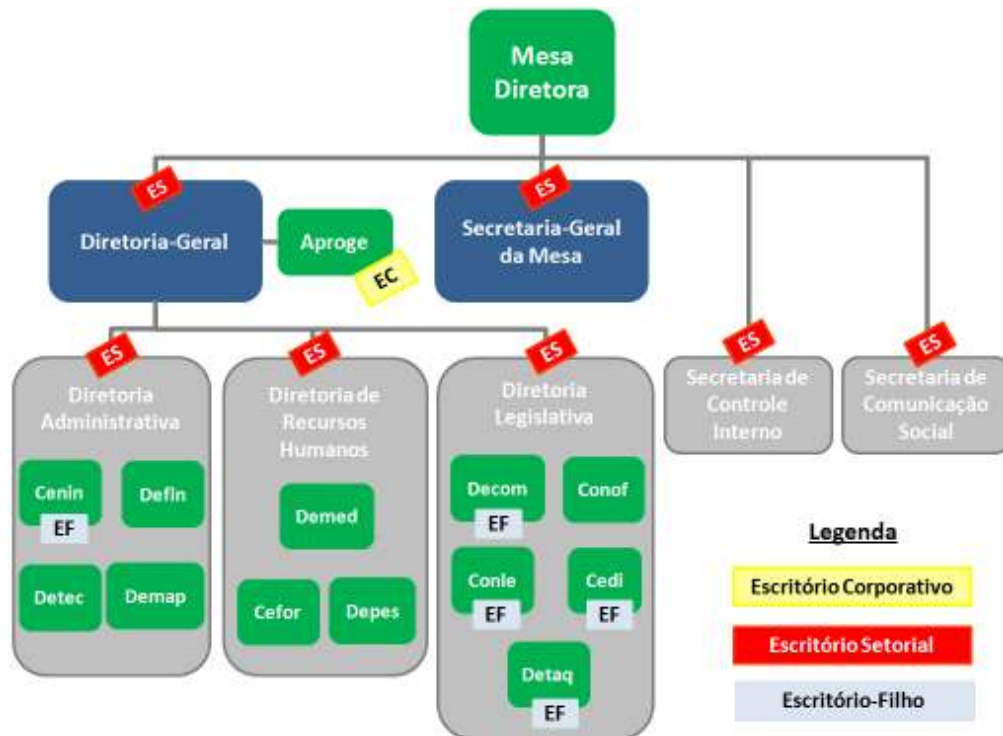 Mesa
Diretora
ES
ES
Diretoria-Geral
Aproge
EC
Secretaria-Geral
da Mesa
ES
ES
ES
ES
ES
Diretoria
Administrativa
Cenin
EF
Defin
Detec
Demap
Diretoria de
Recursos
Humanos
Demed
Cefor
Depes
Diretoria
Legislativa
Decom
EF
Conof
Conle
EF
Cedi
EF
Detaq
EF
Secretaria de
Controle
Interno
Secretaria de
Comunicação
Social
Legenda
Escritório Corporativo
Escritório Setorial
Escritório-Filho